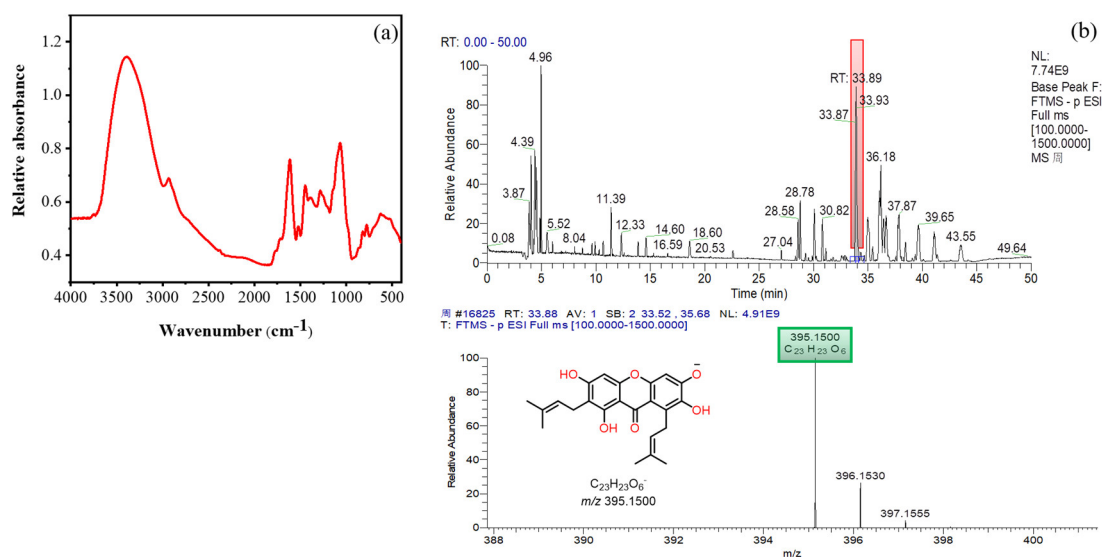 (a)
1.2
1.0
0.8
0.6
0.4
Relative absorbance
4000 3500 3000 2500 2000 1500 1000 500
Wavenumber (cm-1)
(b)
RT: 0.00 - 50.00
NL:
7.74E9
Base Peak F:
FTMS - p ESI
Full ms
[100.0000-
1500.0000]
MS 周
100
80
60
40
20
0
Relative Abundance
4.96
4.39
3.87
0.08
5.52
8.04
11.39
12.33
14.60
16.59
18.60
20.53
27.04
28.58
28.78
30.82
RT: 33.89
33.93
33.87
36.18
37.87
39.65
43.55
49.64
0 5 10 15 20 25 30 35 40 45 50
Time (min)
周 #16825 RT: 33.88 AV: 1 SB: 2 33.52 , 35.68 NL: 4.91E9
T: FTMS - p ESI Full ms [100.0000-1500.0000]
100
80
60
40
20
0
Relative Abundance
395.1500
C23 H23 O6
HO
O
O−
OH
O
OH
C23H23O6-
m/z 395.1500
396.1530
397.1555
388 390 392 394 396 398 400
m/z